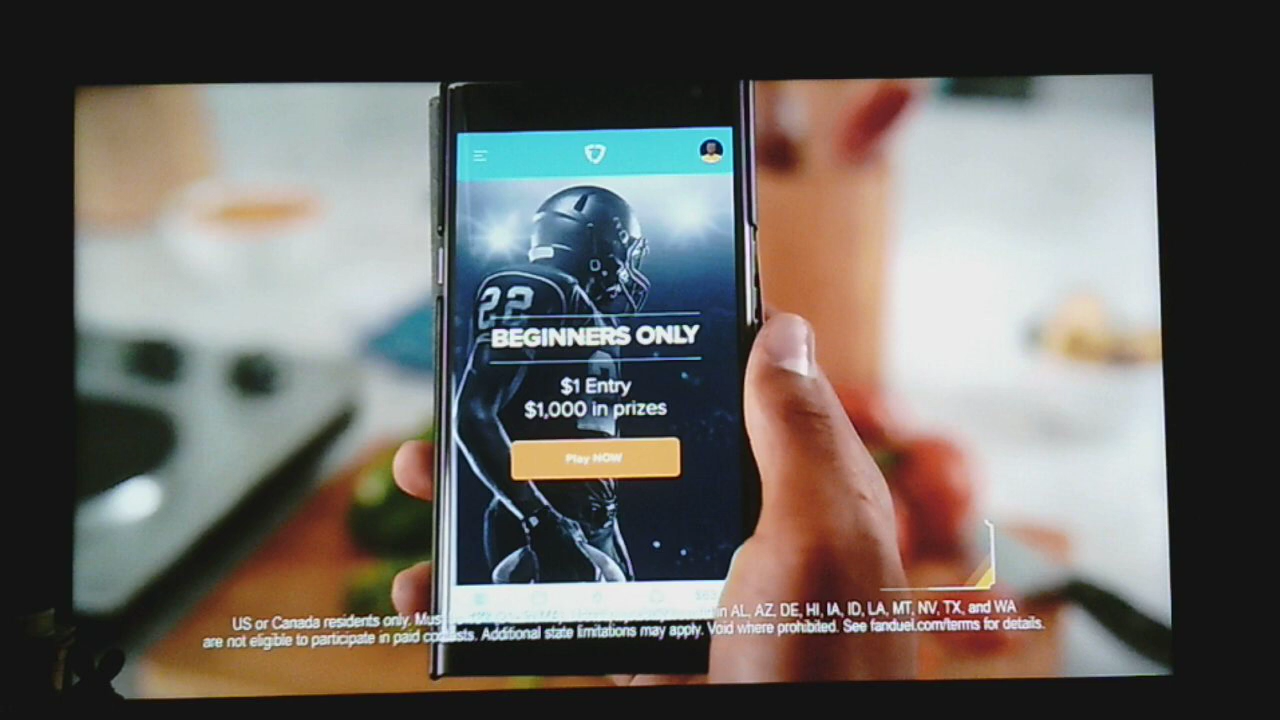 22
BEGINNERS ONLY
$1 Entry
$1,000 in prizes
Play NOW
US or Canada residents only. Must in AL, AZ, DE, HI, IA, ID, LA, MT, NV, TX, and WA
are not eligible to participate in paid contests. Additional state limitations may apply. Void where prohibited. See fanduel.com/terms for details.